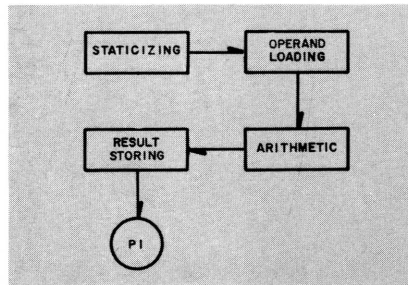 STATICIZING
OPERAND
LOADING
ARITHMETIC
RESULT
STORING
PI